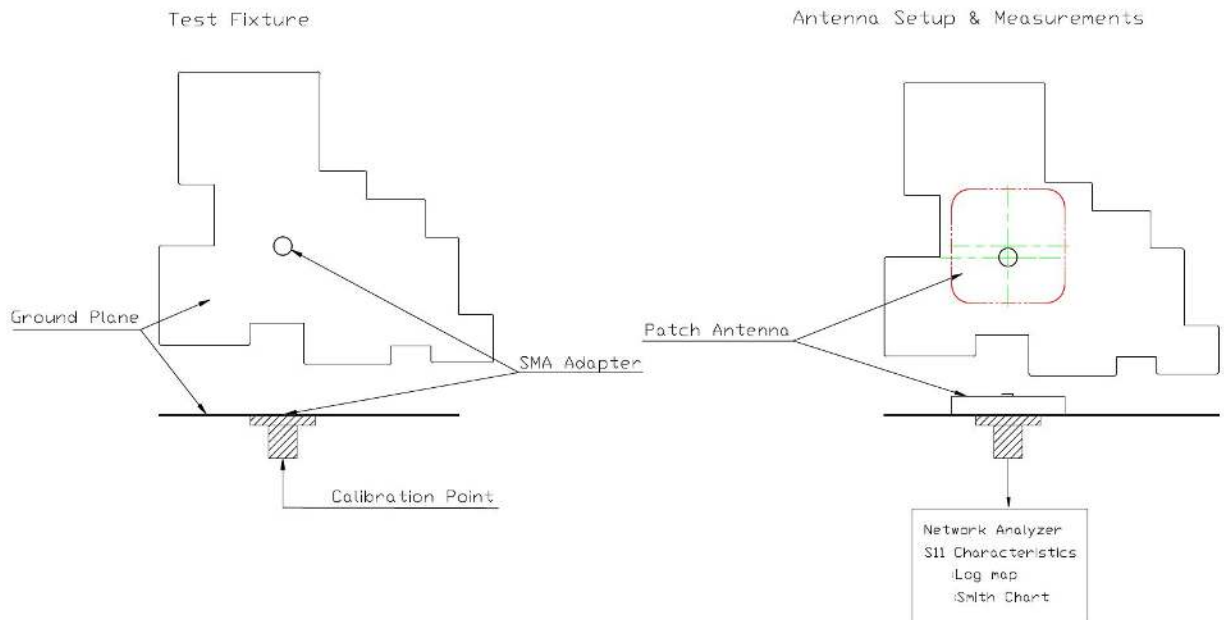 Test Fixture
Antenna Setup & Measurements
Ground Plane
SMA Adapter
Patch Antenna
Calibration Point
Network Analyzer
S11 Characteristics
:Log map
:Smith Chart